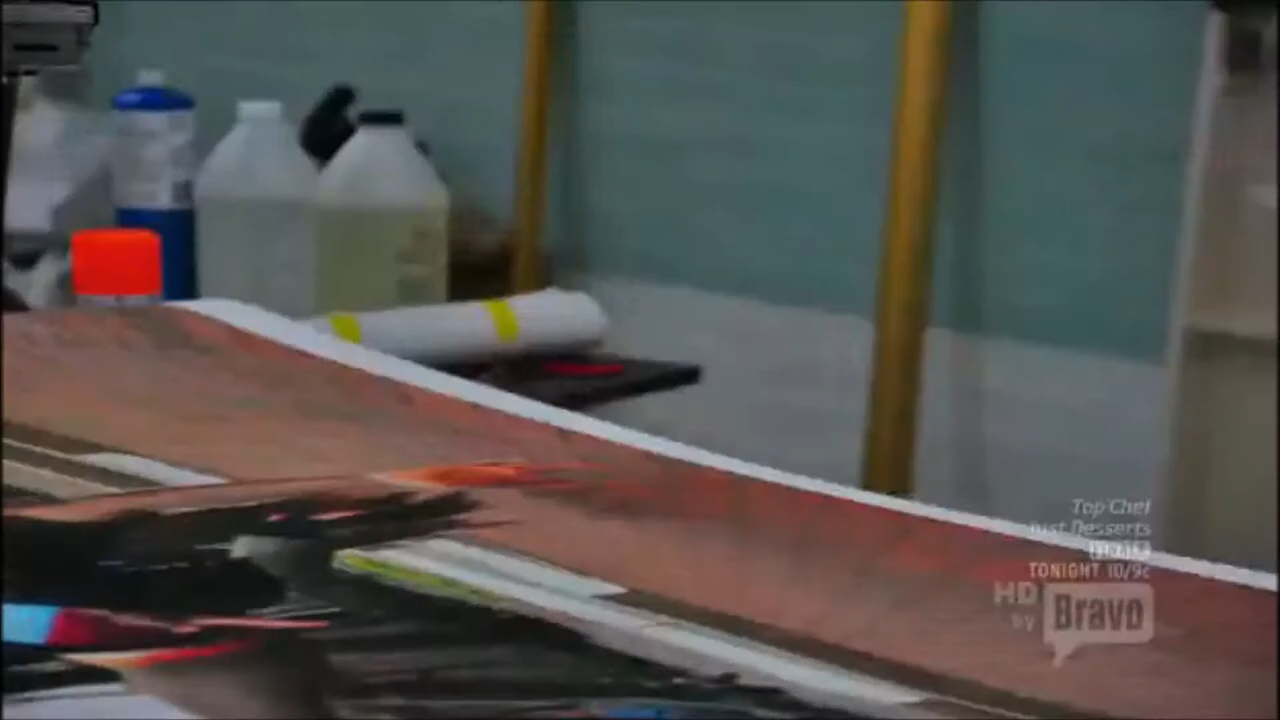 Top Chef
Just Desserts
TONIGHT 10/9c
HD
by
Bravo